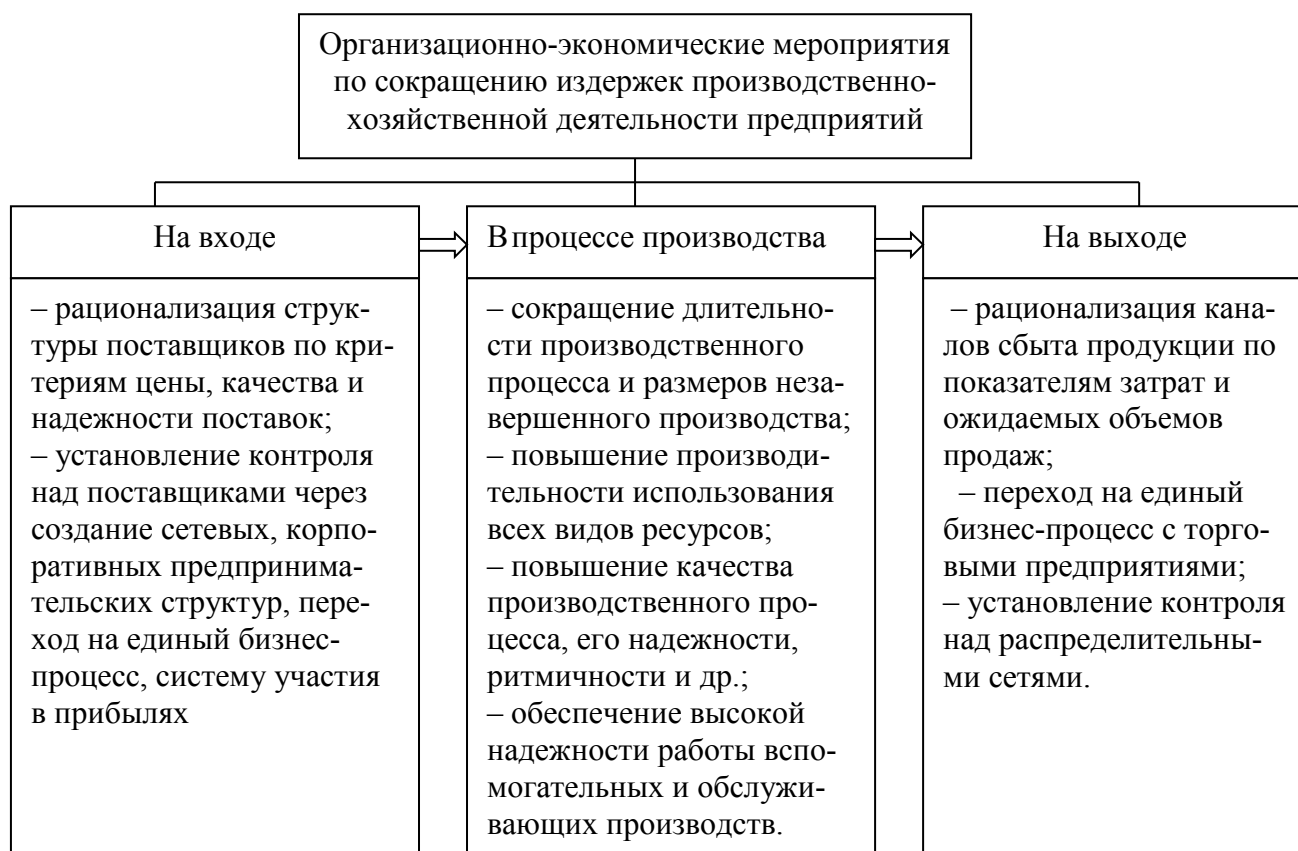 Организационно-экономические мероприятия
по сокращению издержек производственно-
хозяйственной деятельности предприятий
На входе
В процессе производства
На выходе
– рационализация струк-
туры поставщиков по кри-
териям цены, качества и
надежности поставок;
– установление контроля
над поставщиками через
создание сетевых, корпо-
ративных предпринима-
тельских структур, пере-
ход на единый бизнес-
процесс, систему участия
в прибылях
– сокращение длительно-
сти производственного
процесса и размеров неза-
вершенного производства;
– повышение производи-
тельности использования
всех видов ресурсов;
– повышение качества
производственного про-
цесса, его надежности,
ритмичности и др.;
– обеспечение высокой
надежности работы вспо-
могательных и обслужи-
вающих производств.
– рационализация кана-
лов сбыта продукции по
показателям затрат и
ожидаемых объемов
продаж;
– переход на единый
бизнес-процесс с торго-
выми предприятиями;
– установление контроля
над распределительны-
ми сетями.